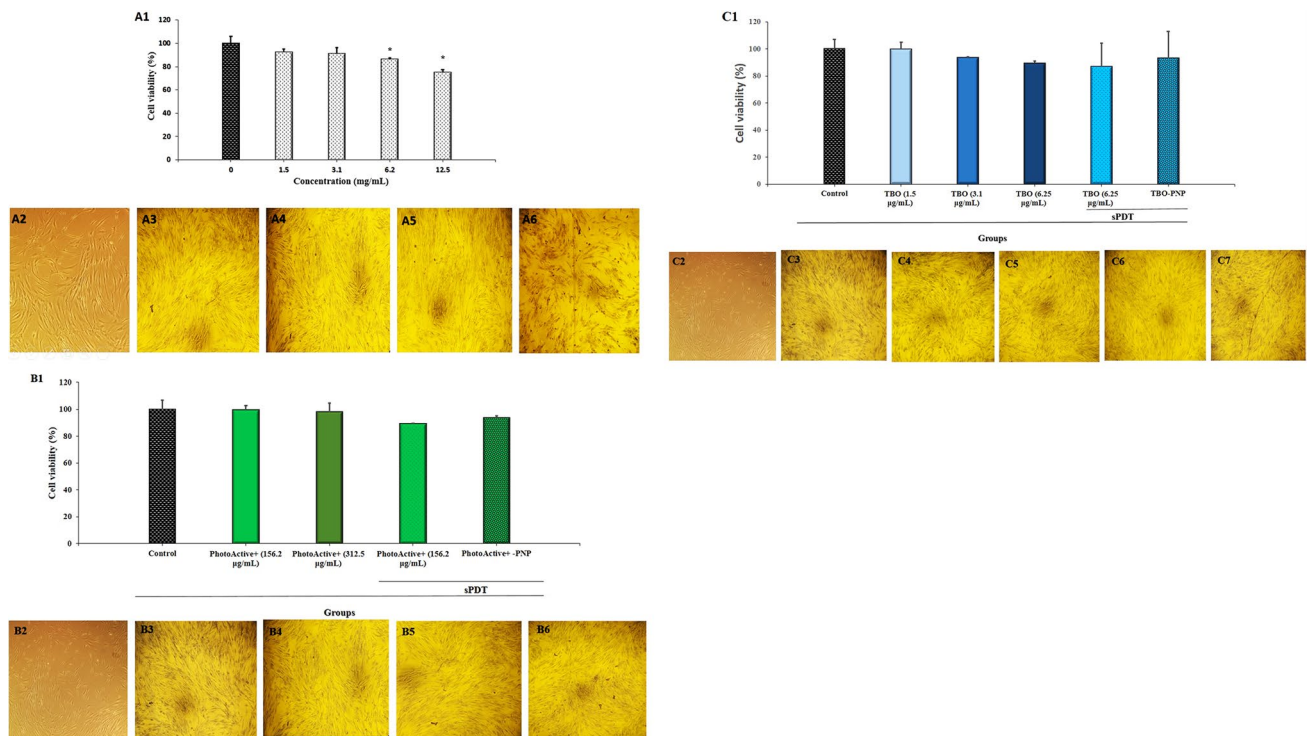 A1
120
100
80
60
40
20
0
Cell viability (%)
*
*
0 1.5 3.1 6.2 12.5
Concentration (mg/mL)
A2 A3 A4 A5 A6
B1
120
100
80
60
40
20
0
Cell viability (%)
Control PhotoActive+ (156.2 PhotoActive+ (312.5 PhotoActive+ (156.2 PhotoActive+ -PNP
µg/mL) µg/mL) µg/mL)
sPDT
Groups
B2 B3 B4 B5 B6
C1
120
100
80
60
40
20
0
Cell viability (%)
Control TBO (1.5 TBO (3.1 TBO (6.25 TBO (6.25 TBO-PNP
µg/mL) µg/mL) µg/mL) µg/mL)
sPDT
Groups
C2 C3 C4 C5 C6 C7